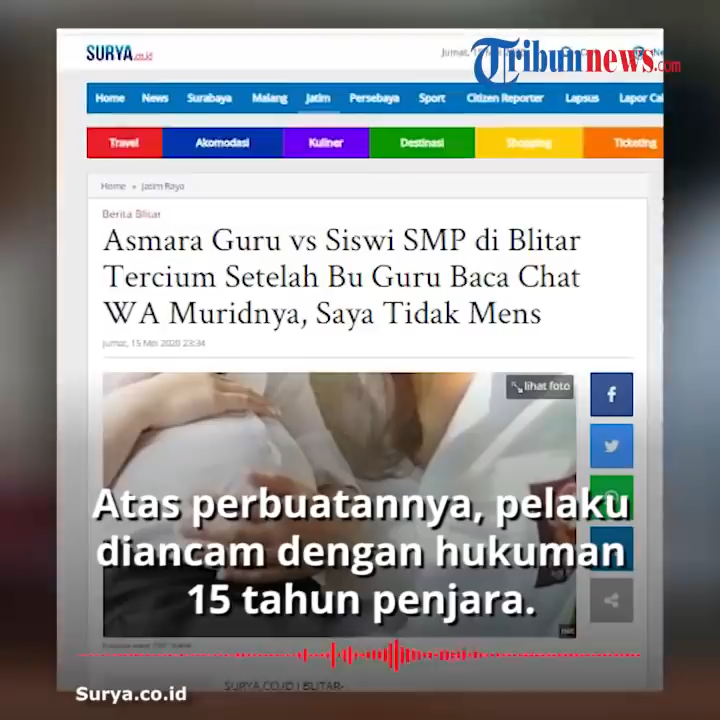 SURYA.co.id
Tribunnews.com
Home News Surabaya Malang Jatim Persebaya Sport Citizen Reporter Lapsus Lapor
Travel Akomodasi Kuliner Destinasi Shopping Ticketing
Home » Jatim Raya
Berita Blitar
Asmara Guru vs Siswi SMP di Blitar
Tercium Setelah Bu Guru Baca Chat
WA Muridnya, Saya Tidak Mens
Jumat, 15 Mei 2020 23:34
lihat foto
Atas perbuatannya, pelaku
diancam dengan hukuman
15 tahun penjara.
Surya.co.id
SURYA.CO.ID | BLITAR-